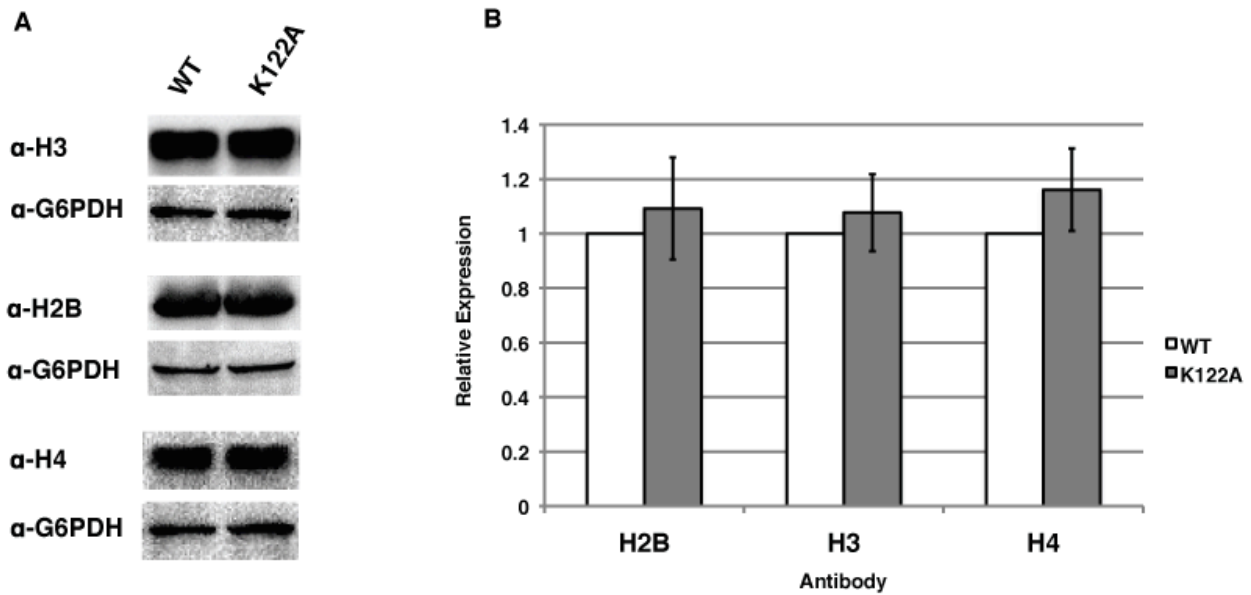 A
WT
K122A
α-H3
α-G6PDH
α-H2B
α-G6PDH
α-H4
α-G6PDH
B
Relative Expression
1.4
1.2
1
0.8
0.6
0.4
0.2
0
H2B
H3
H4
Antibody
WT
K122A